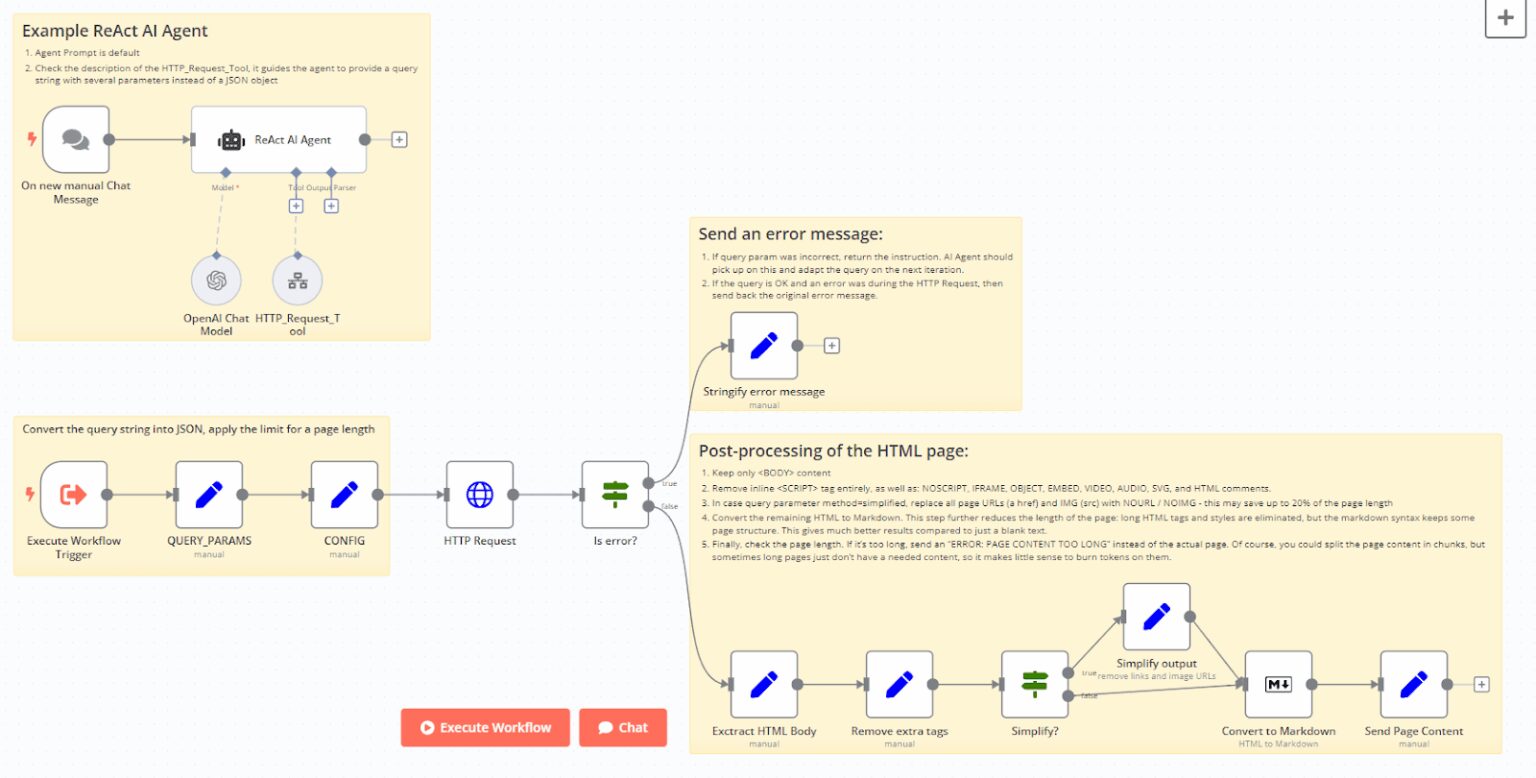 Example ReAct AI Agent
1. Agent Prompt is default
2. Check the description of the HTTP_Request_Tool, it guides the agent to provide a query
string with several parameters instead of a JSON object
ReAct AI Agent
On new manual Chat
Message
Model *
Tool
Output Parser
OpenAI Chat
Model
HTTP_Request_T
ool
Send an error message:
1. If query param was incorrect, return the instruction. AI Agent should
pick up on this and adapt the query on the next iteration.
2. If the query is OK and an error was during the HTTP Request, then
send back the original error message.
Stringify error message
manual
Convert the query string into JSON, apply the limit for a page length
Execute Workflow
Trigger
QUERY_PARAMS
manual
CONFIG
manual
HTTP Request
Is error?
true
false
Post-processing of the HTML page:
1. Keep only <BODY> content
2. Remove inline <SCRIPT> tag entirely, as well as: NOSCRIPT, IFRAME, OBJECT, EMBED, VIDEO, AUDIO, SVG, and HTML comments.
3. In case query parameter method=simplified, replace all page URLs (a href) and IMG (src) with NOURL / NOIMG - this may save up to 20% of the page length
4. Convert the remaining HTML to Markdown. This step further reduces the length of the page: long HTML tags and styles are eliminated, but the markdown syntax keeps some
page structure. This gives much better results compared to just a blank text.
5. Finally, check the page length. If it's too long, send an "ERROR: PAGE CONTENT TOO LONG" instead of the actual page. Of course, you could split the page content in chunks, but
sometimes long pages just don't have a needed content, so it makes little sense to burn tokens on them.
Simplify output
remove links and image URLs
true
false
Exctract HTML Body
manual
Remove extra tags
manual
Simplify?
M↓
Convert to Markdown
HTML to Markdown
Send Page Content
manual
Execute Workflow
Chat